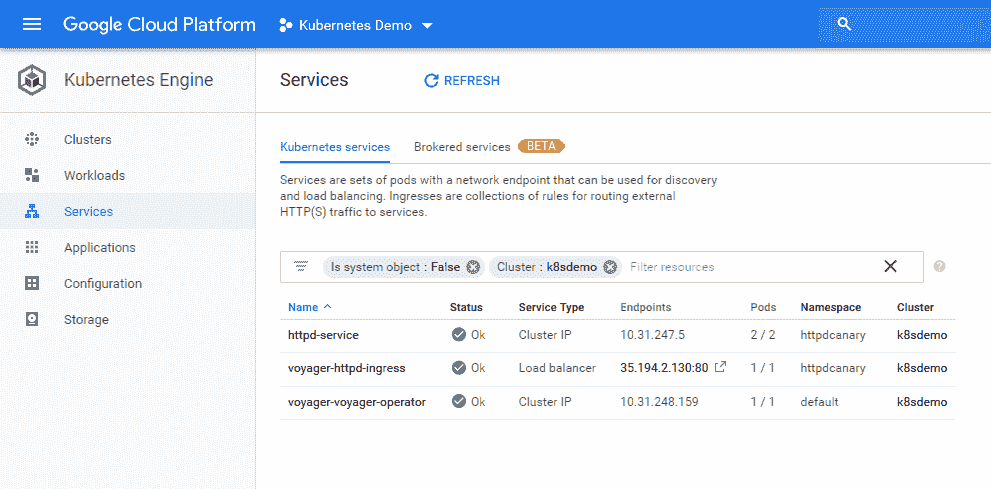 Google Cloud Platform
Kubernetes Demo
Kubernetes Engine
Services
REFRESH
Clusters
Workloads
Services
Applications
Configuration
Storage
Kubernetes services
Brokered services BETA
Services are sets of pods with a network endpoint that can be used for discovery
and load balancing. Ingresses are collections of rules for routing external
HTTP(S) traffic to services.
Is system object : False Cluster : k8sdemo Filter resources
Name Status Service Type Endpoints Pods Namespace Cluster
httpd-service Ok Cluster IP 10.31.247.5 2 / 2 httpdcanary k8sdemo
voyager-httpd-ingress Ok Load balancer 35.194.2.130:80 1 / 1 httpdcanary k8sdemo
voyager-voyager-operator Ok Cluster IP 10.31.248.159 1 / 1 default k8sdemo